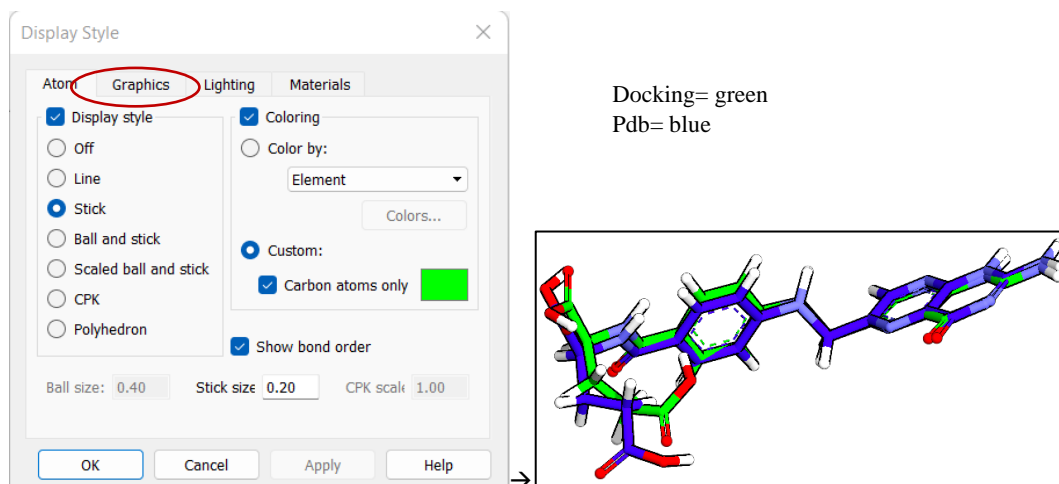 Display Style
Atom Graphics Lighting Materials
Display style
Off
Line
Stick
Ball and stick
Scaled ball and stick
CPK
Polyhedron
Coloring
Color by:
Element
Colors...
Custom:
Carbon atoms only
Show bond order
Ball size: 0.40 Stick size 0.20 CPK scale 1.00
OK Cancel Apply Help
Docking= green
Pdb= blue
→